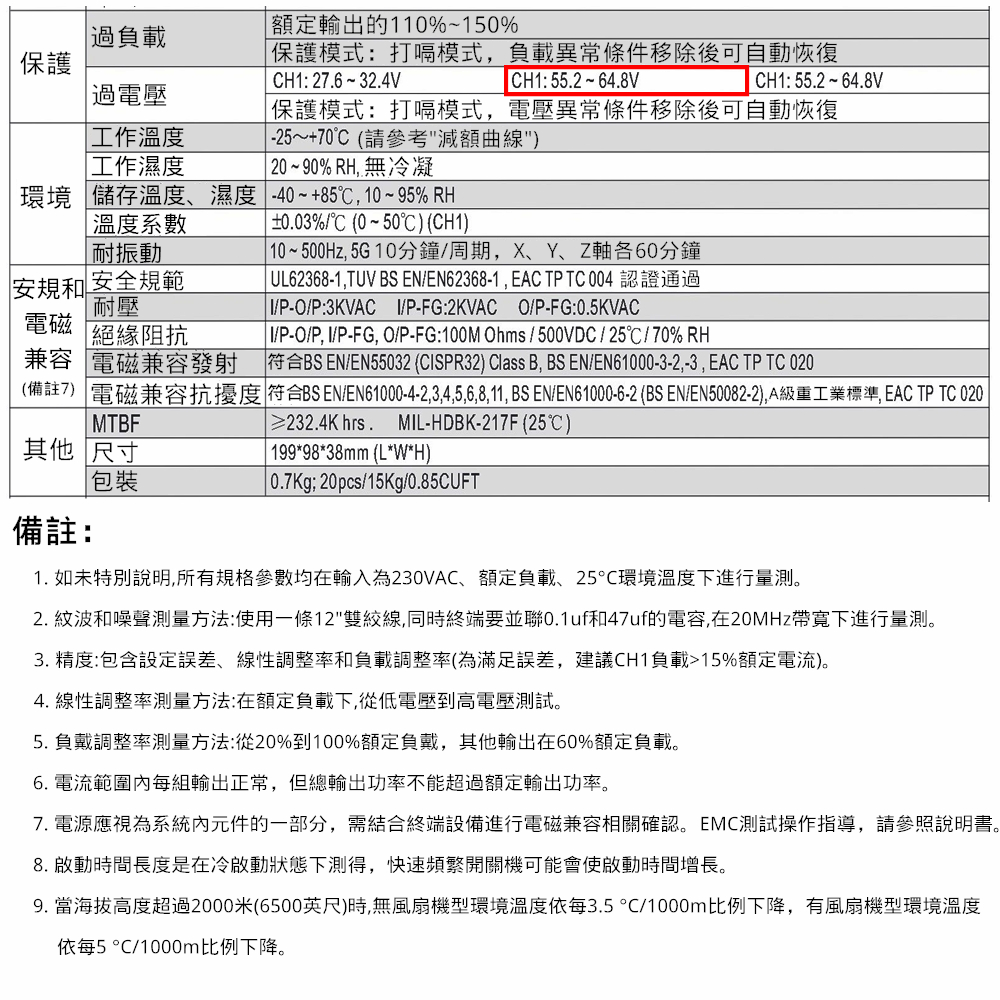 保護
過負載
額定輸出的110%~150%
保護模式：打嗝模式，負載異常條件移除後可自動恢復
過電壓
CH1: 27.6 ~ 32.4V CH1: 55.2 ~ 64.8V CH1: 55.2 ~ 64.8V
保護模式：打嗝模式，電壓異常條件移除後可自動恢復
環境
工作溫度 -25～+70℃ (請參考"減額曲線")
工作濕度 20 ~ 90% RH, 無冷凝
儲存溫度、濕度 -40 ~ +85℃, 10 ~ 95% RH
溫度系數 ±0.03%/℃ (0 ~ 50℃) (CH1)
耐振動 10 ~ 500Hz, 5G 10分鐘/周期，X、Y、Z軸各60分鐘
安規和
電磁
兼容
(備註7)
安全規範 UL62368-1,TUV BS EN/EN62368-1 , EAC TP TC 004 認證通過
耐壓 I/P-O/P:3KVAC I/P-FG:2KVAC O/P-FG:0.5KVAC
絕緣阻抗 I/P-O/P, I/P-FG, O/P-FG:100M Ohms / 500VDC / 25℃/ 70% RH
電磁兼容發射 符合BS EN/EN55032 (CISPR32) Class B, BS EN/EN61000-3-2,-3 , EAC TP TC 020
電磁兼容抗擾度 符合BS EN/EN61000-4-2,3,4,5,6,8,11, BS EN/EN61000-6-2 (BS EN/EN50082-2),A級重工業標準, EAC TP TC 020
其他
MTBF ≥232.4K hrs . MIL-HDBK-217F (25℃)
尺寸 199*98*38mm (L*W*H)
包裝 0.7Kg; 20pcs/15Kg/0.85CUFT
備註:
1. 如未特別說明,所有規格參數均在輸入為230VAC、額定負載、25°C環境溫度下進行量測。
2. 紋波和噪聲測量方法:使用一條12"雙絞線,同時終端要並聯0.1uf和47uf的電容,在20MHz帶寬下進行量測。
3. 精度:包含設定誤差、線性調整率和負載調整率(為滿足誤差，建議CH1負載>15%額定電流)。
4. 線性調整率測量方法:在額定負載下,從低電壓到高電壓測試。
5. 負戴調整率測量方法:從20%到100%額定負戴，其他輸出在60%額定負載。
6. 電流範圍內每組輸出正常，但總輸出功率不能超過額定輸出功率。
7. 電源應視為系統內元件的一部分，需結合終端設備進行電磁兼容相關確認。EMC測試操作指導，請參照說明書。
8. 啟動時間長度是在冷啟動狀態下測得，快速頻繁開關機可能會使啟動時間增長。
9. 當海拔高度超過2000米(6500英尺)時,無風扇機型環境溫度依每3.5 °C/1000m比例下降，有風扇機型環境溫度
依每5 °C/1000m比例下降。